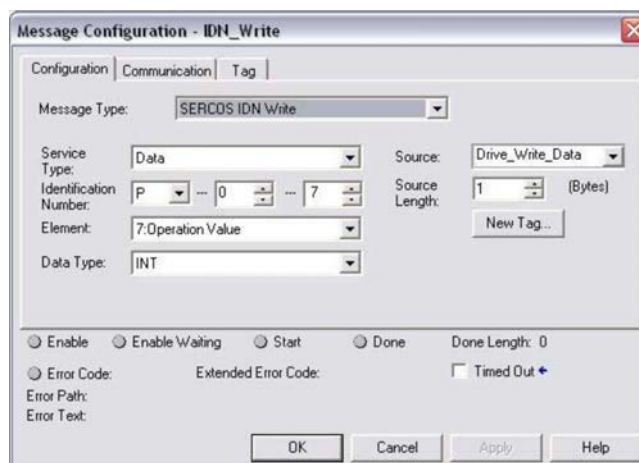 Message Configuration - IDN_Write
Configuration Communication Tag
Message Type: SERCOS IDN Write
Service Type: Data Source: Drive_Write_Data
Identification Number: P ... 0 ... 7 Source Length: 1 (Bytes)
Element: 7:Operation Value New Tag...
Data Type: INT
Enable Enable Waiting Start Done Done Length: 0
Error Code: Extended Error Code: Timed Out
Error Path:
Error Text:
OK Cancel Apply Help